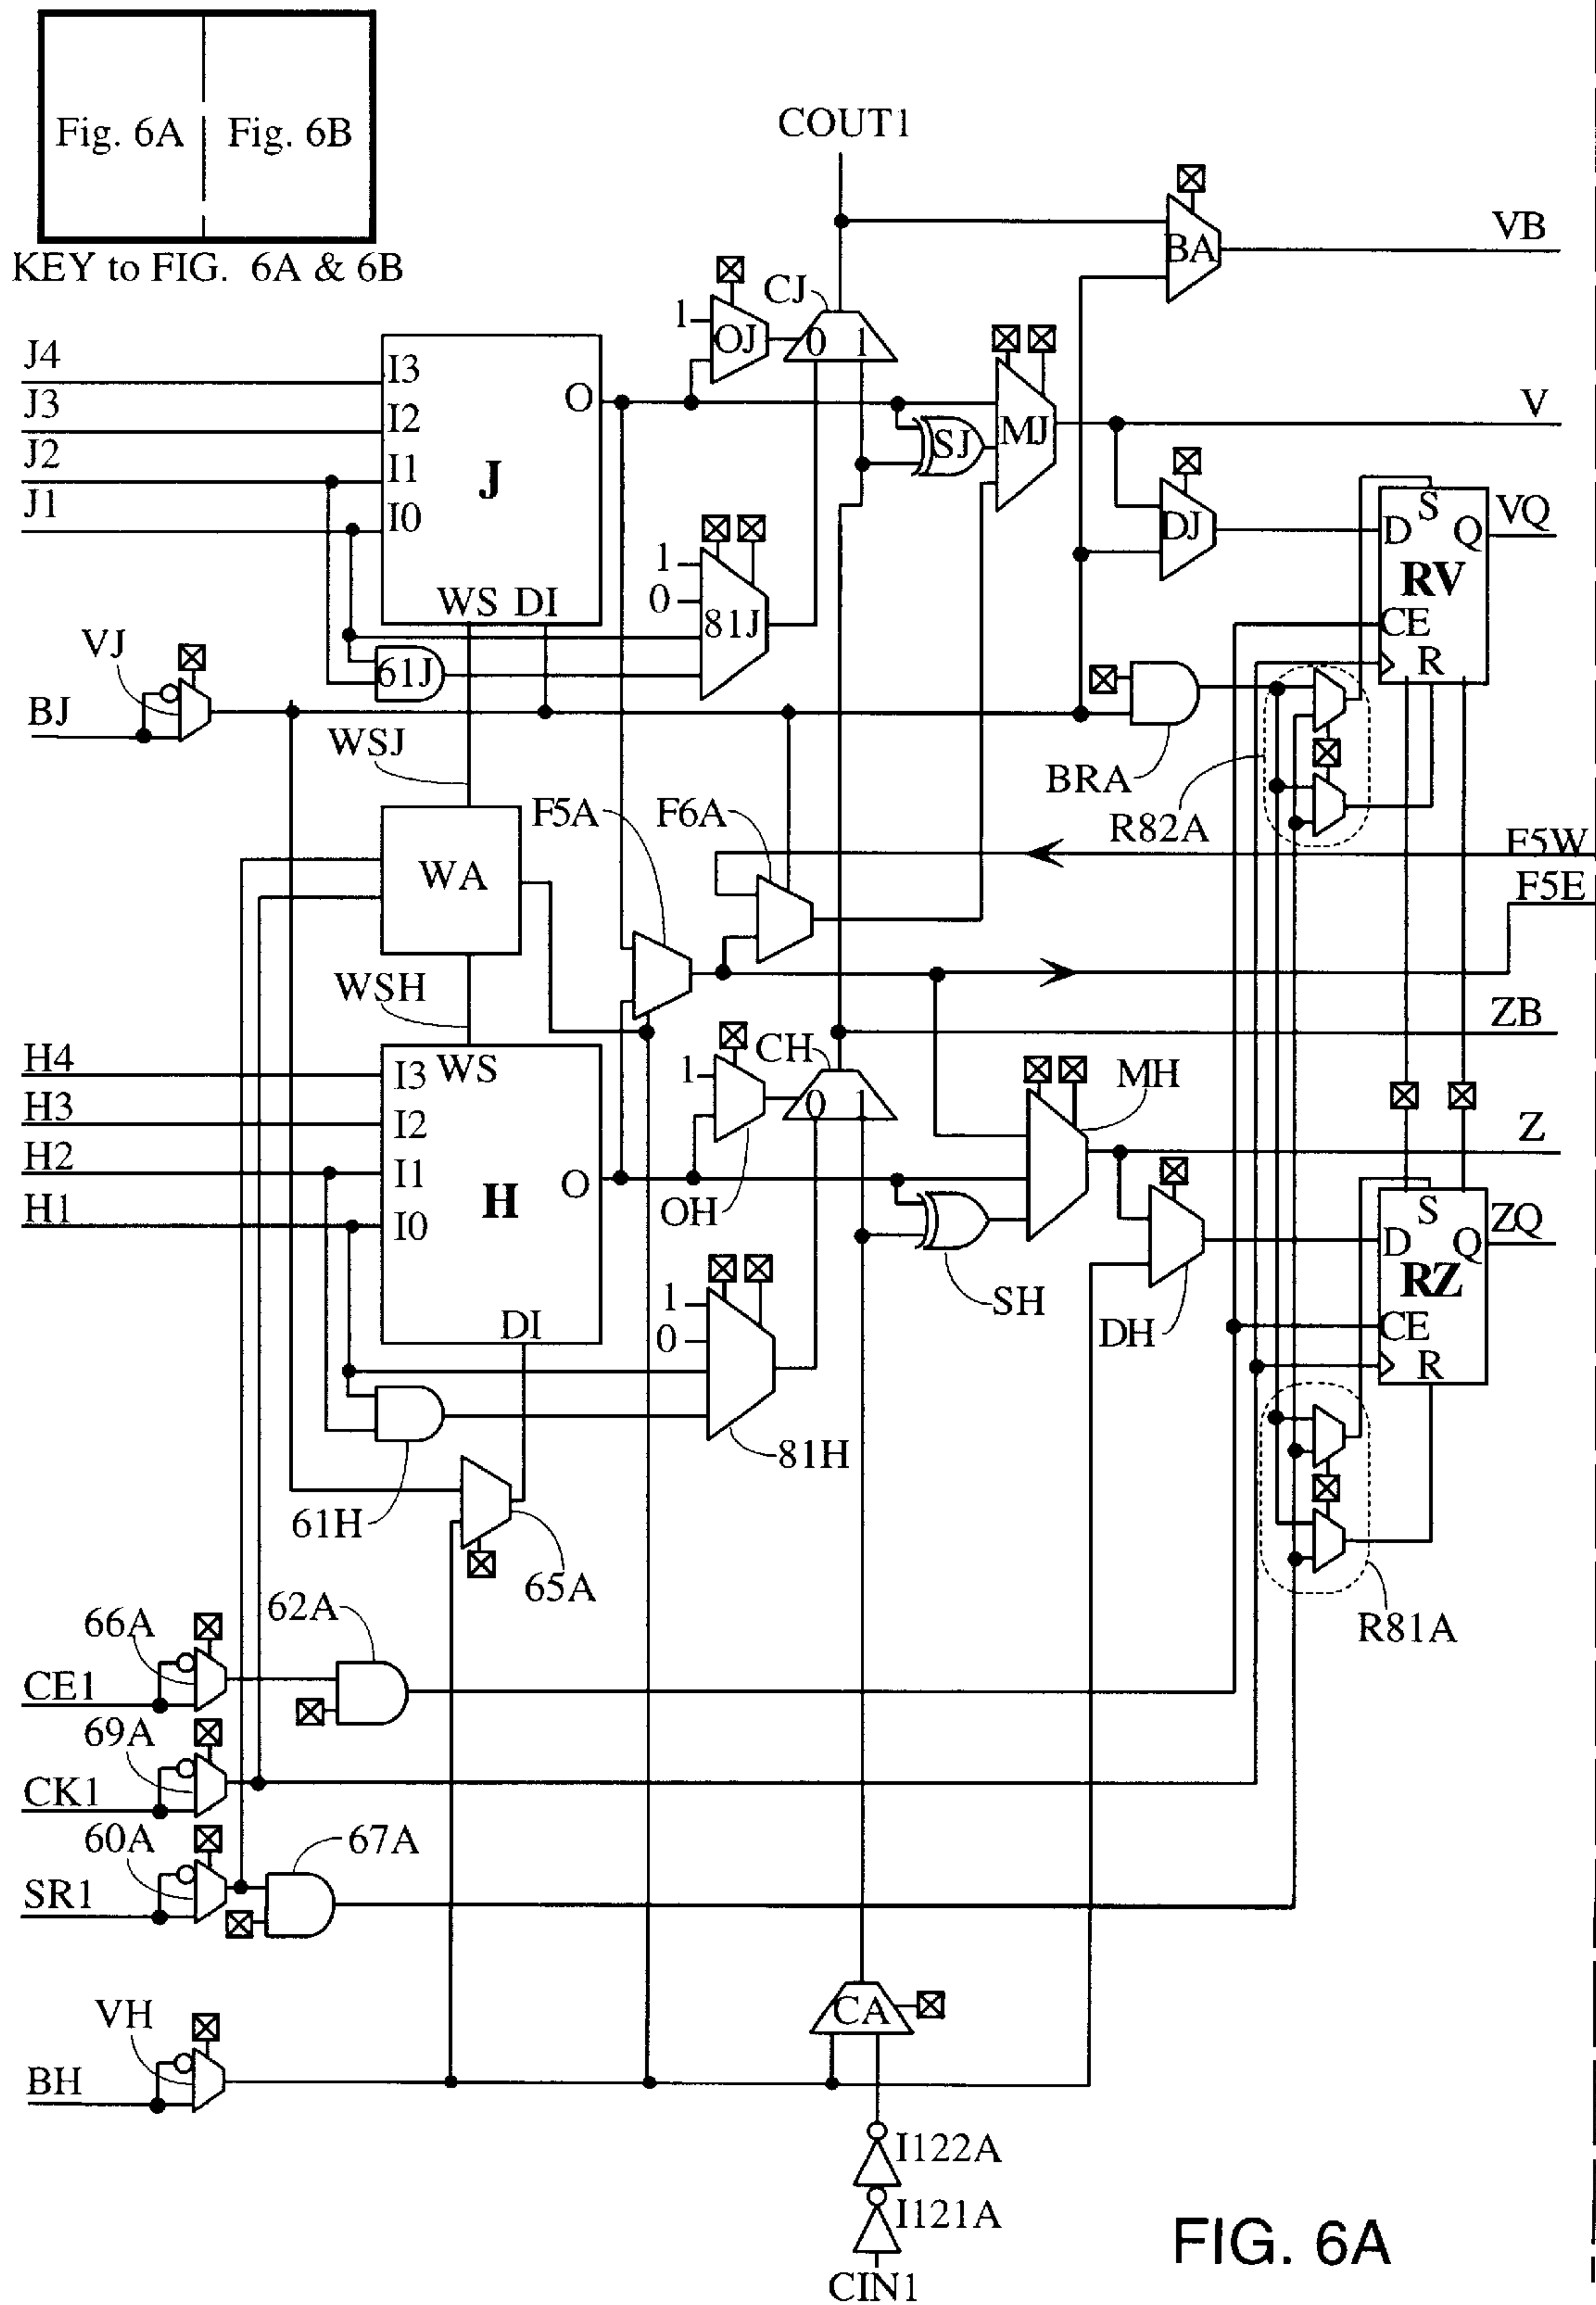 Fig. 6A Fig. 6B
KEY to FIG. 6A & 6B
COUT1
BA
VB
CJ
1
OJ
0 1
J4
J3
J2
J1
I3
I2
I1
I0
O
J
WS DI
SJ
MJ
V
DJ
S
D Q
RV
CE
R
VQ
1
0
81J
61J
VJ
BJ
WSJ
BRA
R82A
F5A
F6A
F5W
F5E
WA
WSH
ZB
CH
1
0 1
MH
H4
H3
H2
H1
I3 WS
I2
I1
I0
O
H
DI
OH
Z
SH
DH
S
D Q
RZ
CE
R
ZQ
1
0
81H
61H
65A
R81A
66A
62A
CE1
69A
CK1
60A
67A
SR1
VH
BH
CA
I122A
I121A
CIN1
FIG. 6A